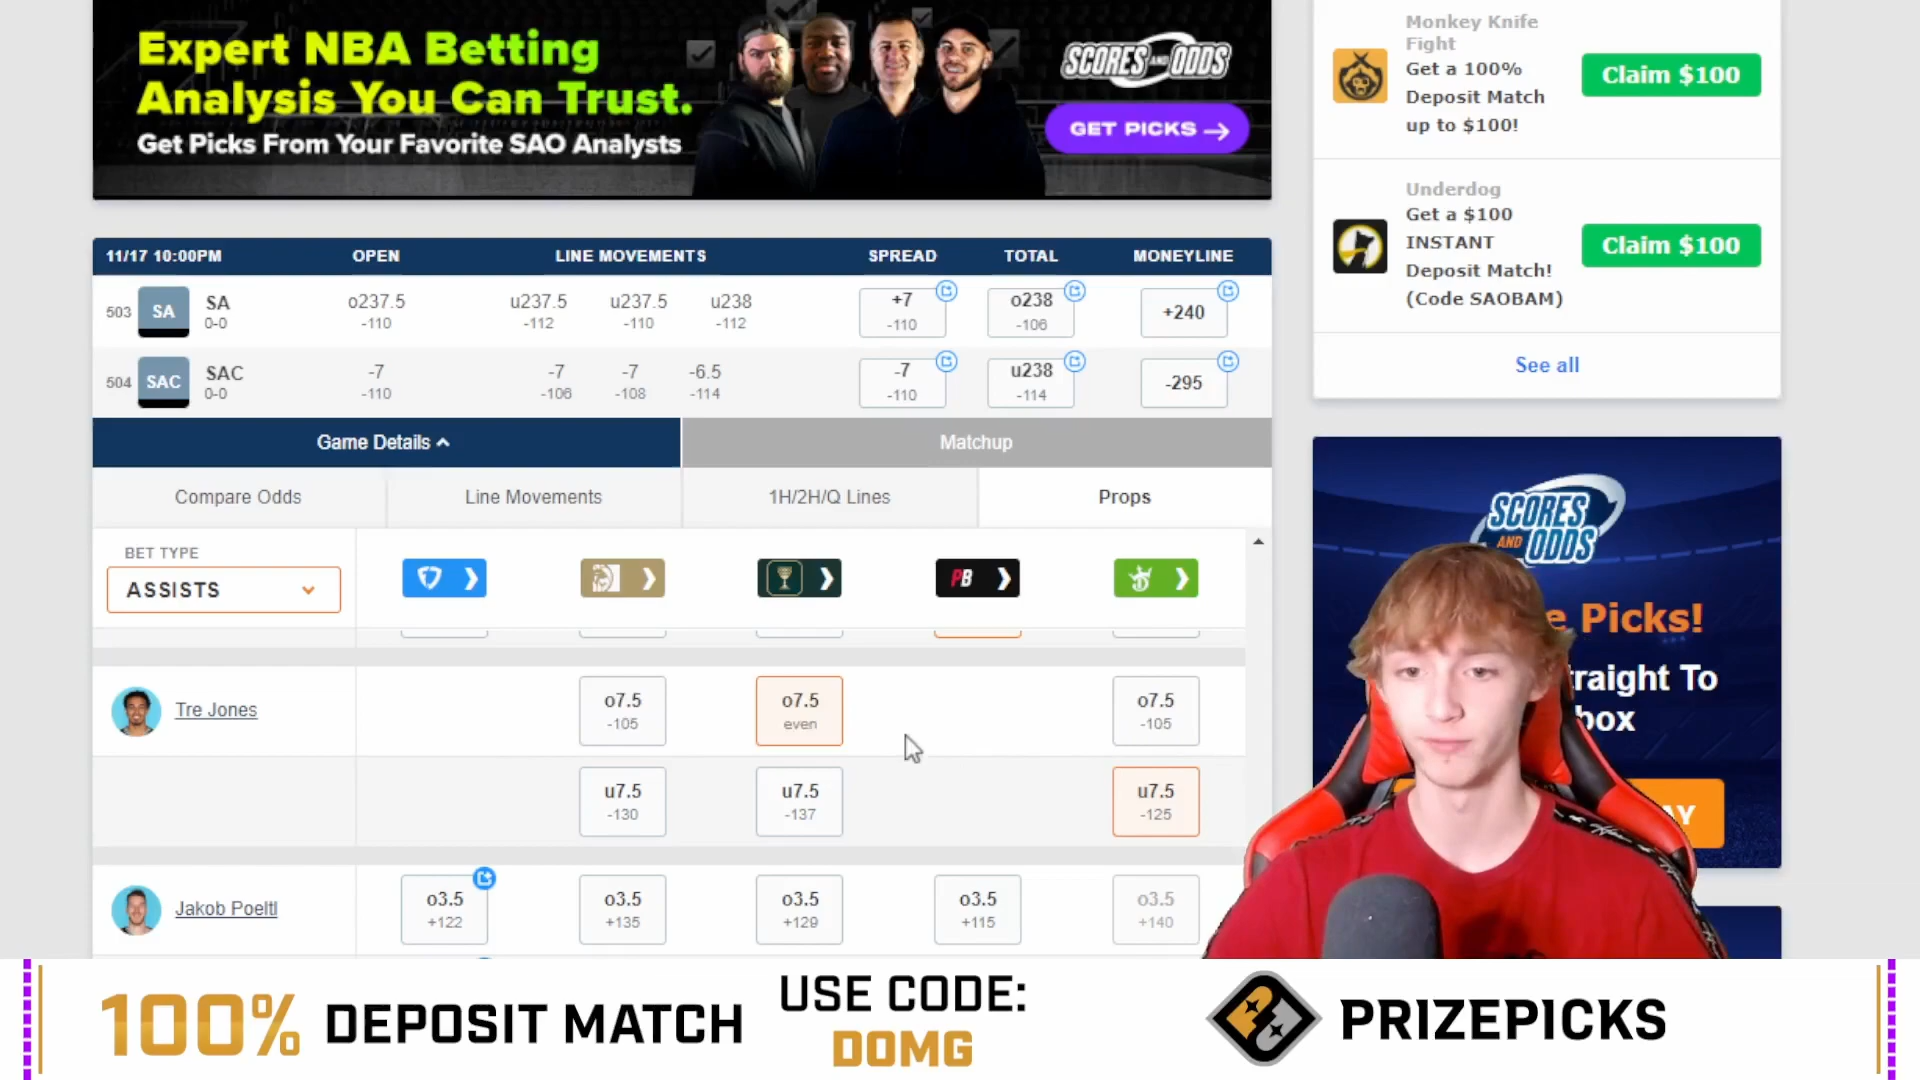 Expert NBA Betting
Analysis You Can Trust.
Get Picks From Your Favorite SAO Analysts
SCORES AND ODDS
GET PICKS →
Monkey Knife
Fight
Get a 100%
Deposit Match
up to $100!
Claim $100
Underdog
Get a $100
INSTANT
Deposit Match!
(Code SAOBAM)
Claim $100
See all
11/17 10:00PM OPEN LINE MOVEMENTS SPREAD TOTAL MONEYLINE
503 SA SA o237.5 u237.5 u237.5 u238 +7 o238 +240
0-0 -110 -112 -110 -112 -110 -106
504 SAC SAC -7 -7 -7 -6.5 -7 u238 -295
0-0 -110 -106 -108 -114 -110 -114
Game Details Matchup
Compare Odds Line Movements 1H/2H/Q Lines Props
BET TYPE
ASSISTS
PB
Tre Jones o7.5 o7.5 o7.5
-105 even -105
u7.5 u7.5 u7.5
-130 -137 -125
Jakob Poeltl o3.5 o3.5 o3.5 o3.5 o3.5
+122 +135 +129 +115 +140
SCORES
AND ODDS
e Picks!
traight To
box
AY
100% DEPOSIT MATCH
USE CODE:
DOMG
PRIZEPICKS